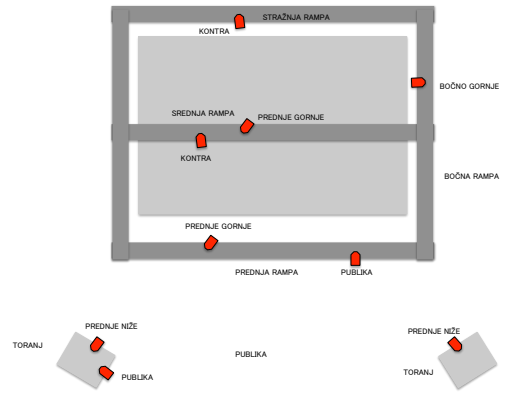 STRAŽNJA RAMPA
KONTRA
BOČNO GORNJE
SREDNJA RAMPA
PREDNJE GORNJE
KONTRA
BOČNA RAMPA
PREDNJE GORNJE
PREDNJA RAMPA
PUBLIKA
PREDNJE NIŽE
PREDNJE NIŽE
TORANJ
PUBLIKA
TORANJ
PUBLIKA